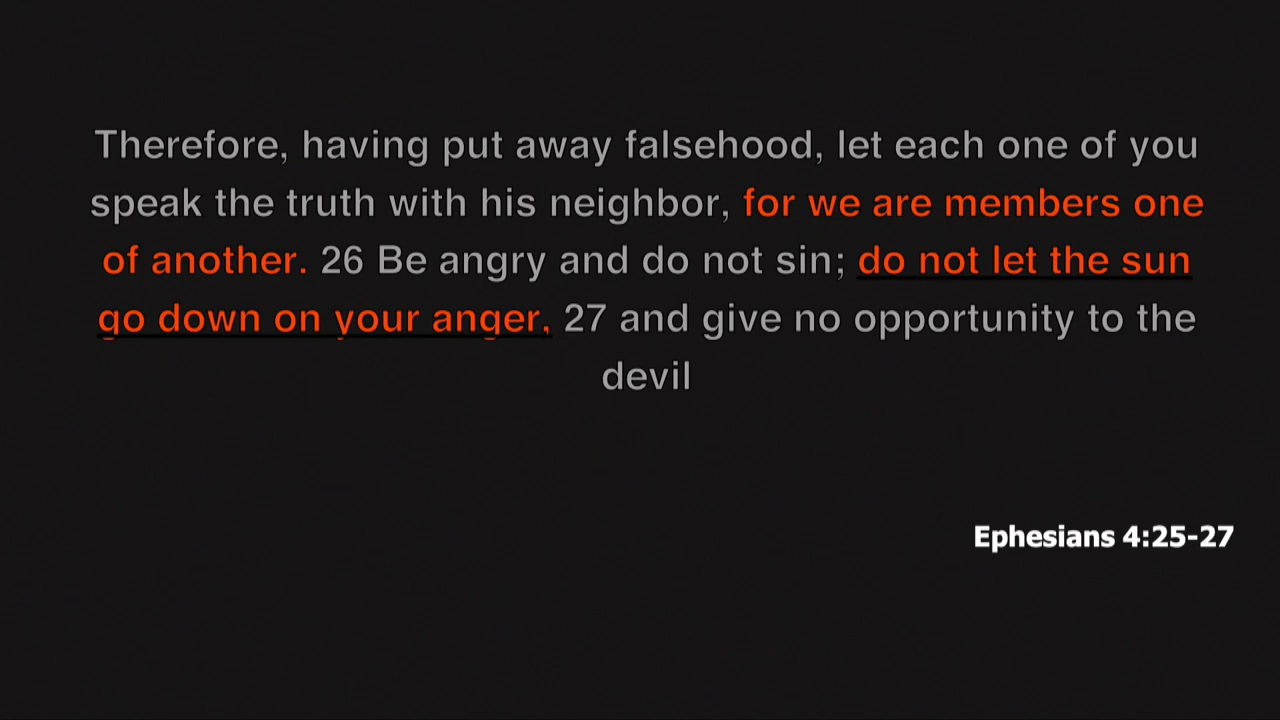 Therefore, having put away falsehood, let each one of you
speak the truth with his neighbor, for we are members one
of another. 26 Be angry and do not sin; do not let the sun
go down on your anger, 27 and give no opportunity to the
devil
Ephesians 4:25-27